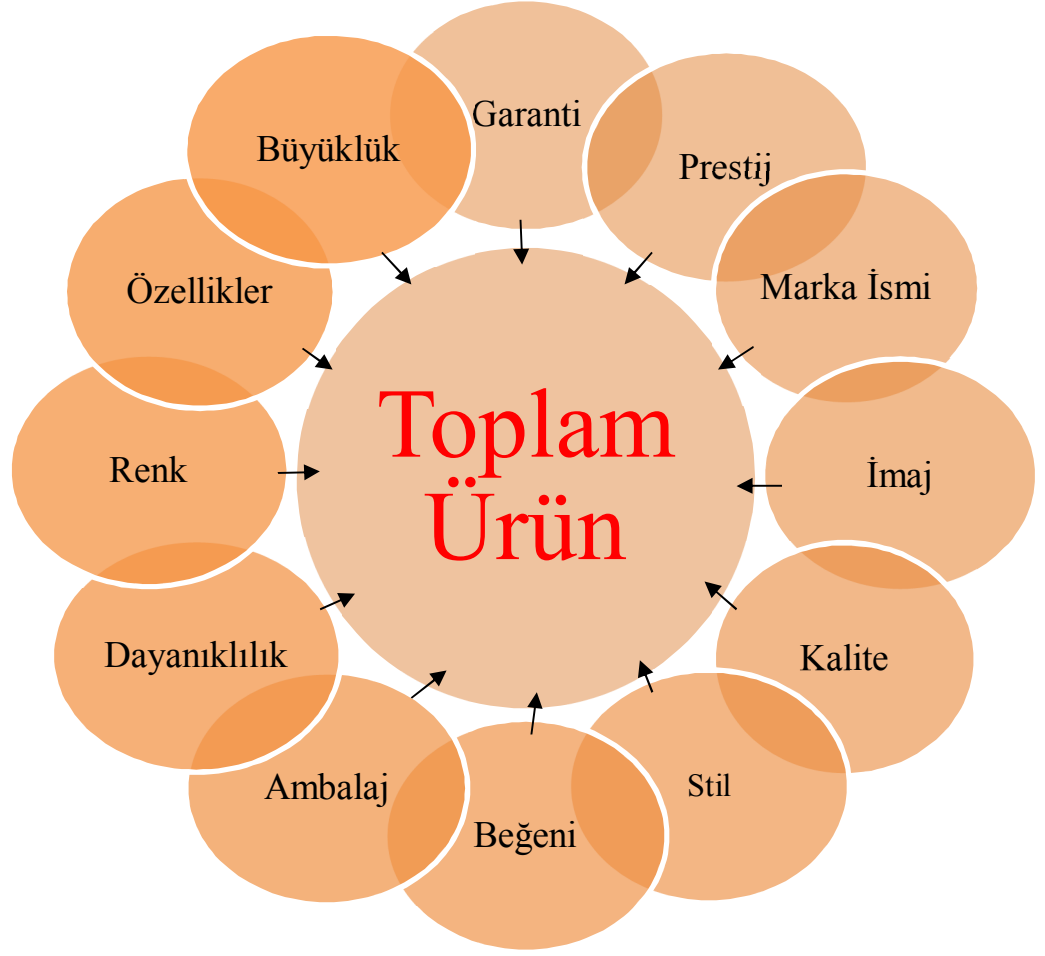 Garanti
Prestij
Marka İsmi
İmaj
Kalite
Stil
Beğeni
Ambalaj
Dayanıklılık
Renk
Özellikler
Büyüklük
Toplam
Ürün